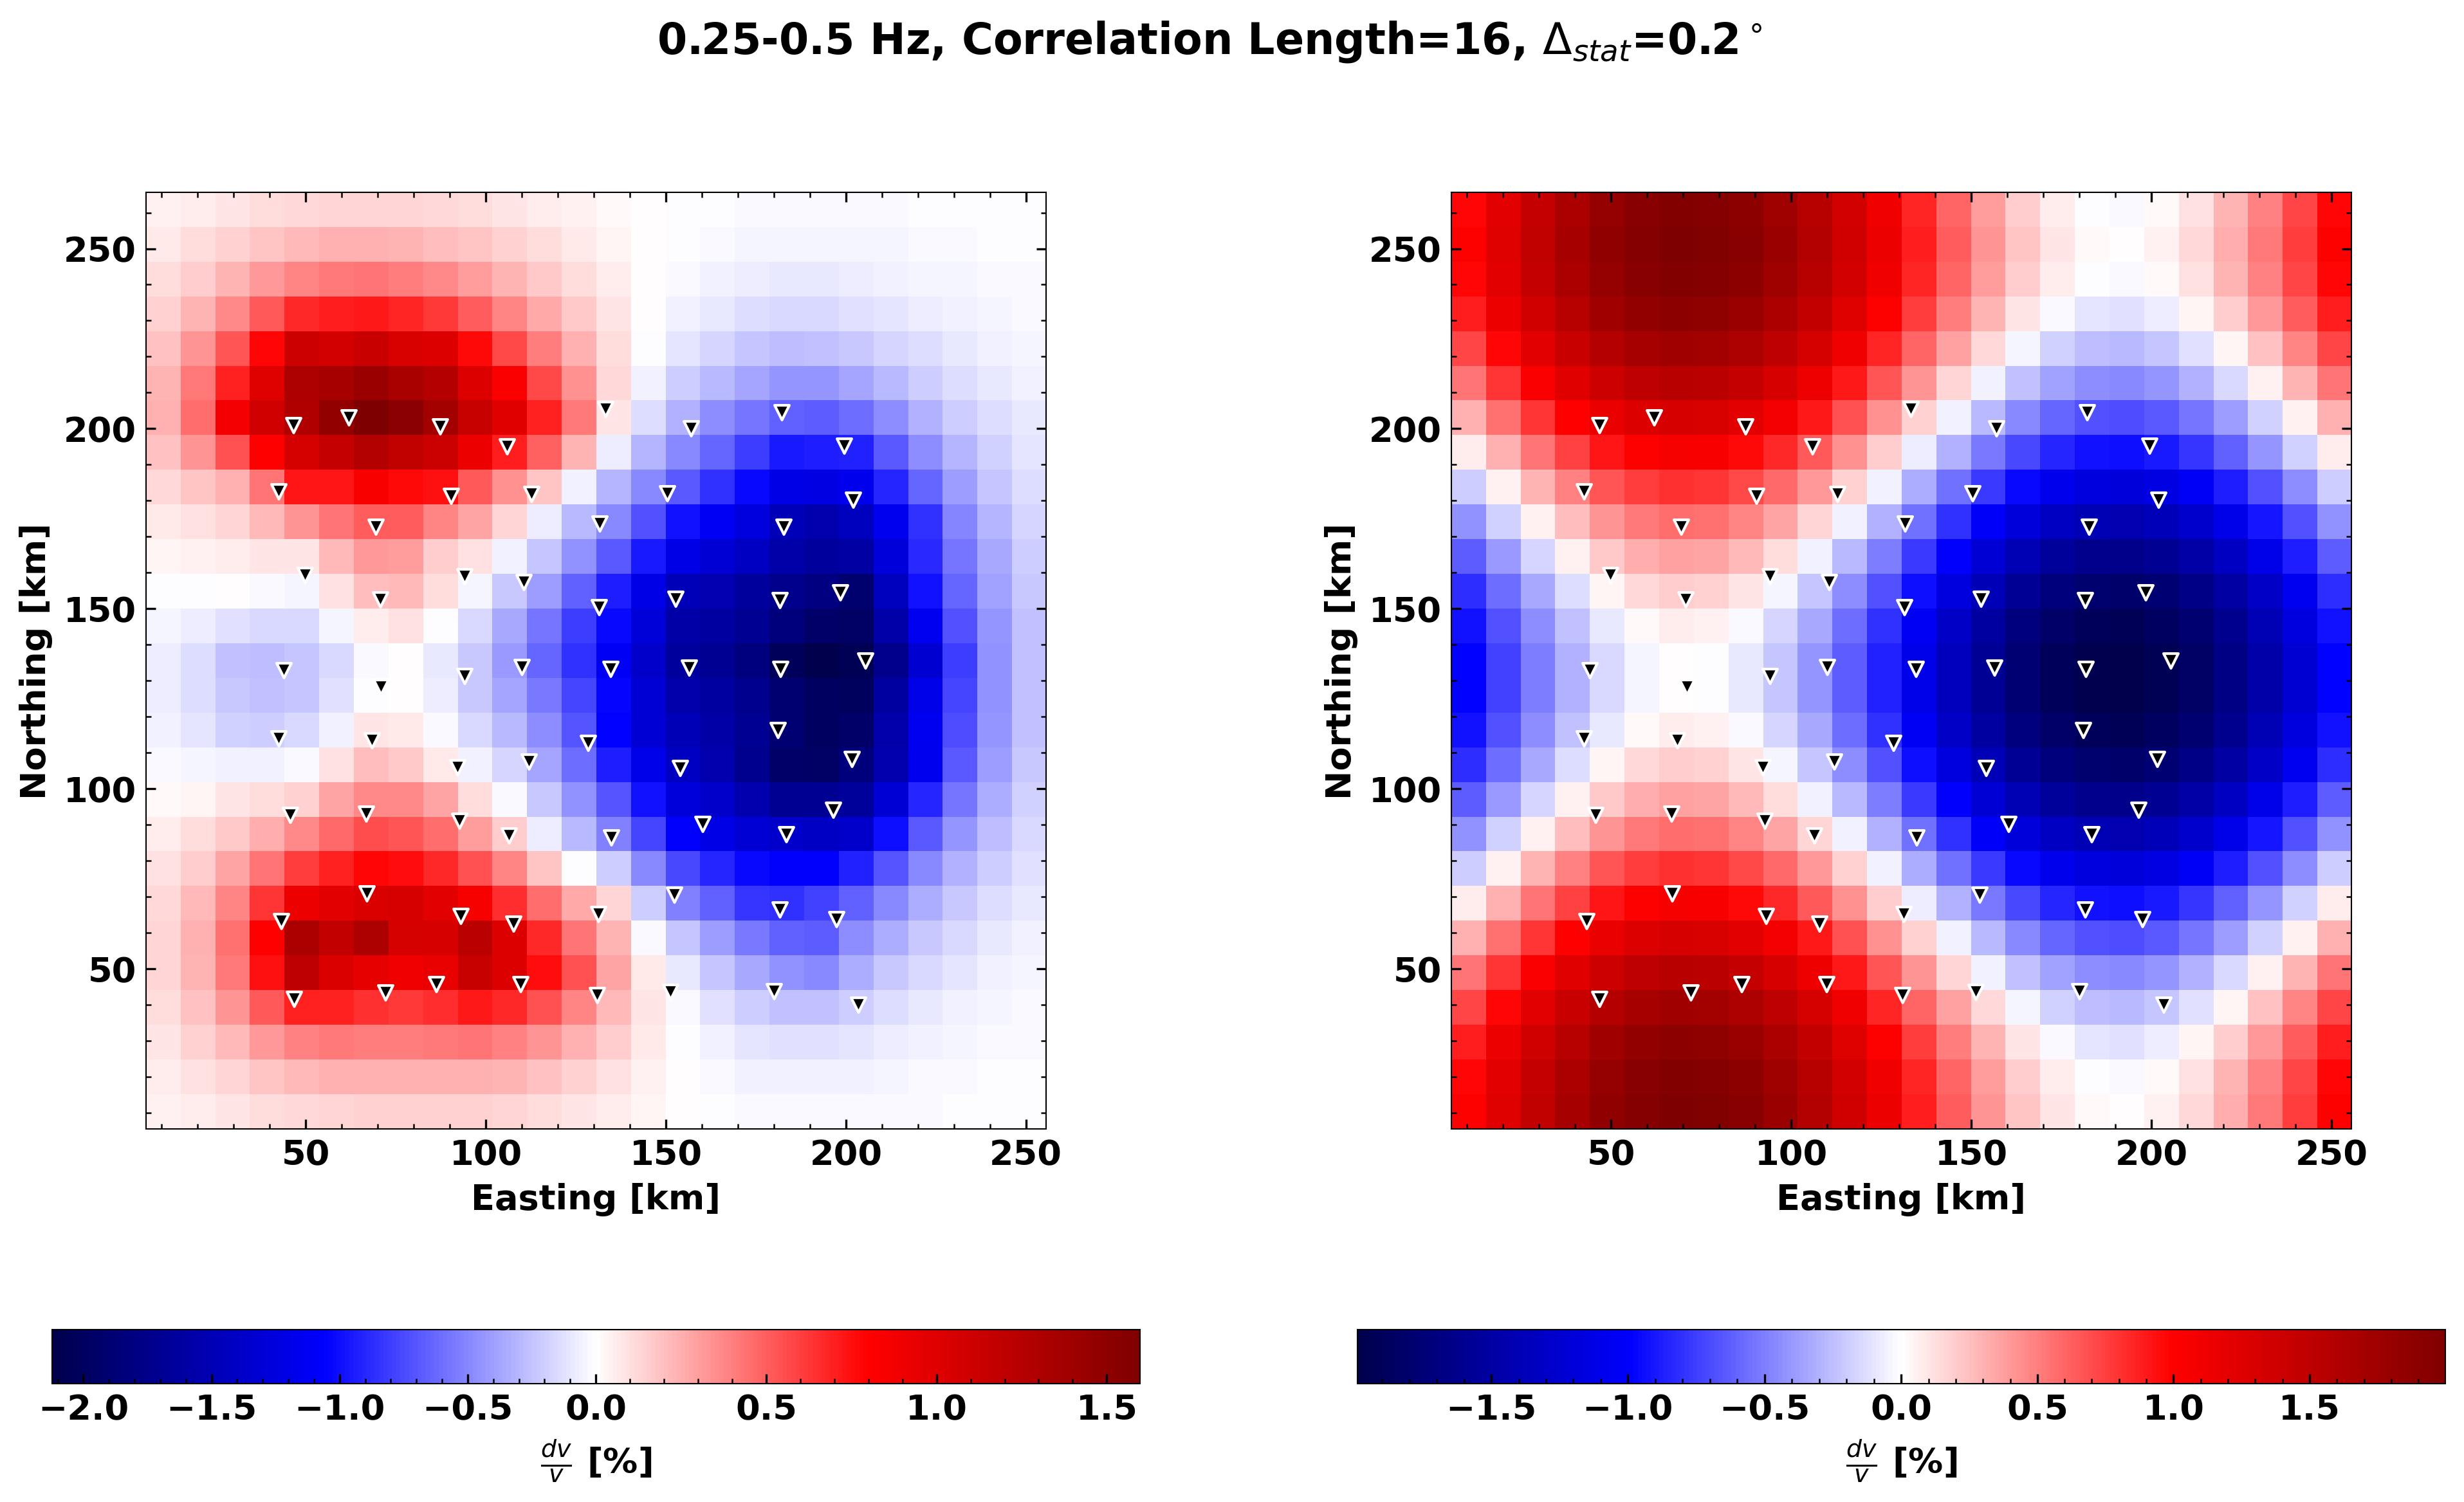 0.25-0.5 Hz, Correlation Length=16, Δstat=0.2°
250
200
150
100
50
Northing [km]
50 100 150 200 250
Easting [km]
−2.0 −1.5 −1.0 −0.5 0.0 0.5 1.0 1.5
dv/v [%]
250
200
150
100
50
Northing [km]
50 100 150 200 250
Easting [km]
−1.5 −1.0 −0.5 0.0 0.5 1.0 1.5
dv/v [%]